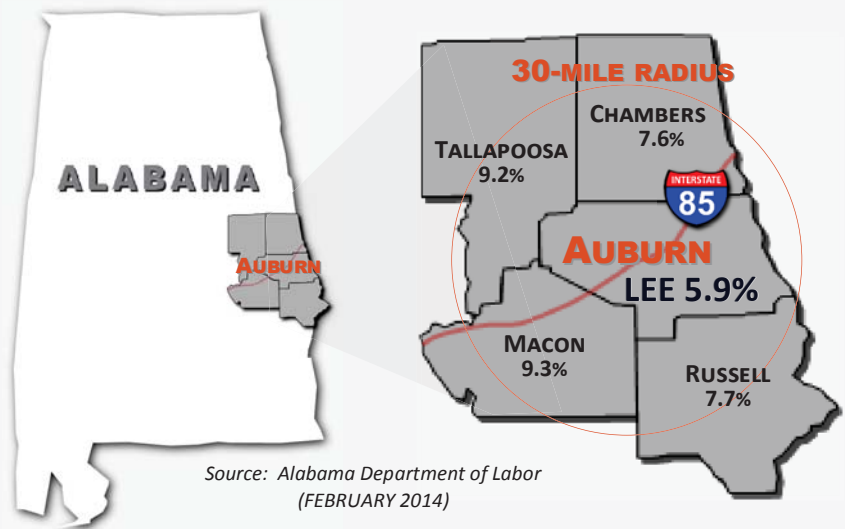 ALABAMA
AUBURN
30-MILE RADIUS
CHAMBERS
7.6%
TALLAPOOSA
9.2%
INTERSTATE
85
AUBURN
LEE 5.9%
MACON
9.3%
RUSSELL
7.7%
Source: Alabama Department of Labor
(FEBRUARY 2014)